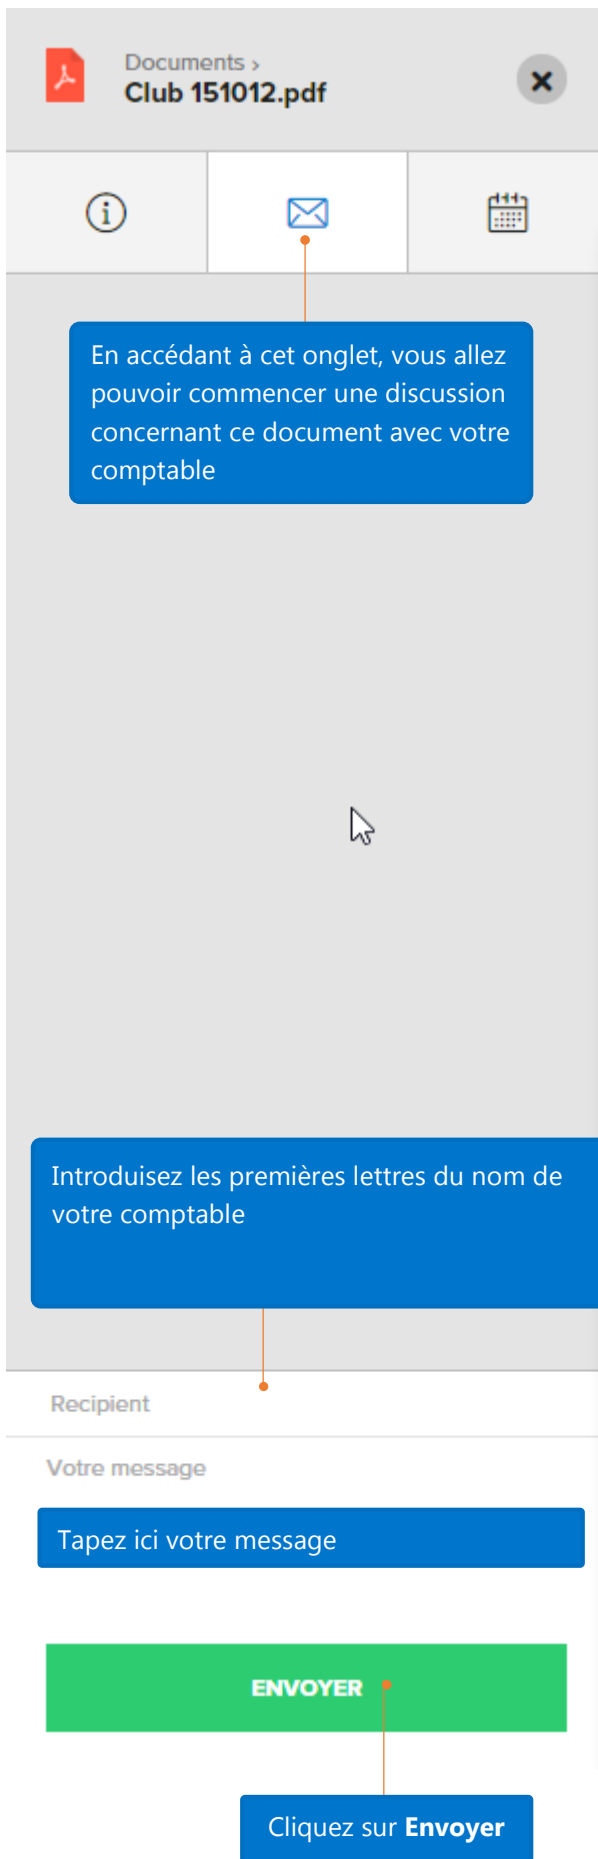 Documents ›
Club 151012.pdf
En accédant à cet onglet, vous allez
pouvoir commencer une discussion
concernant ce document avec votre
comptable
Introduisez les premières lettres du nom de
votre comptable
Recipient
Votre message
Tapez ici votre message
ENVOYER
Cliquez sur Envoyer